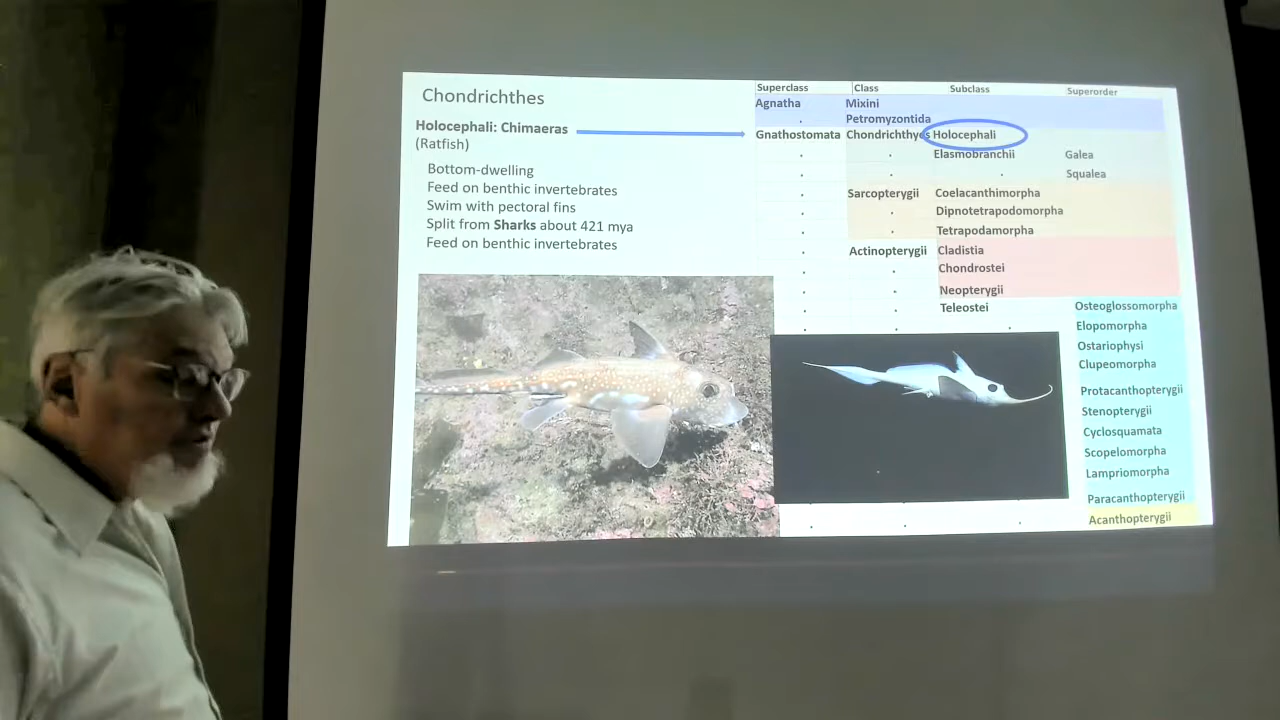 Chondrichthes
Holocephali: Chimaeras
(Ratfish)
Bottom-dwelling
Feed on benthic invertebrates
Swim with pectoral fins
Split from Sharks about 421 mya
Feed on benthic invertebrates
Superclass Class Subclass Superorder
Agnatha Mixini
Petromyzontida
Gnathostomata Chondrichthyes Holocephali
Elasmobranchii Galea
Squalea
Sarcopterygii Coelacanthimorpha
Dipnotetrapodomorpha
Tetrapodamorpha
Actinopterygii Cladistia
Chondrostei
Neopterygii
Teleostei Osteoglossomorpha
Elopomorpha
Ostariophysi
Clupeomorpha
Protacanthopterygii
Stenopterygii
Cyclosquamata
Scopelomorpha
Lampriomorpha
Paracanthopterygii
Acanthopterygii